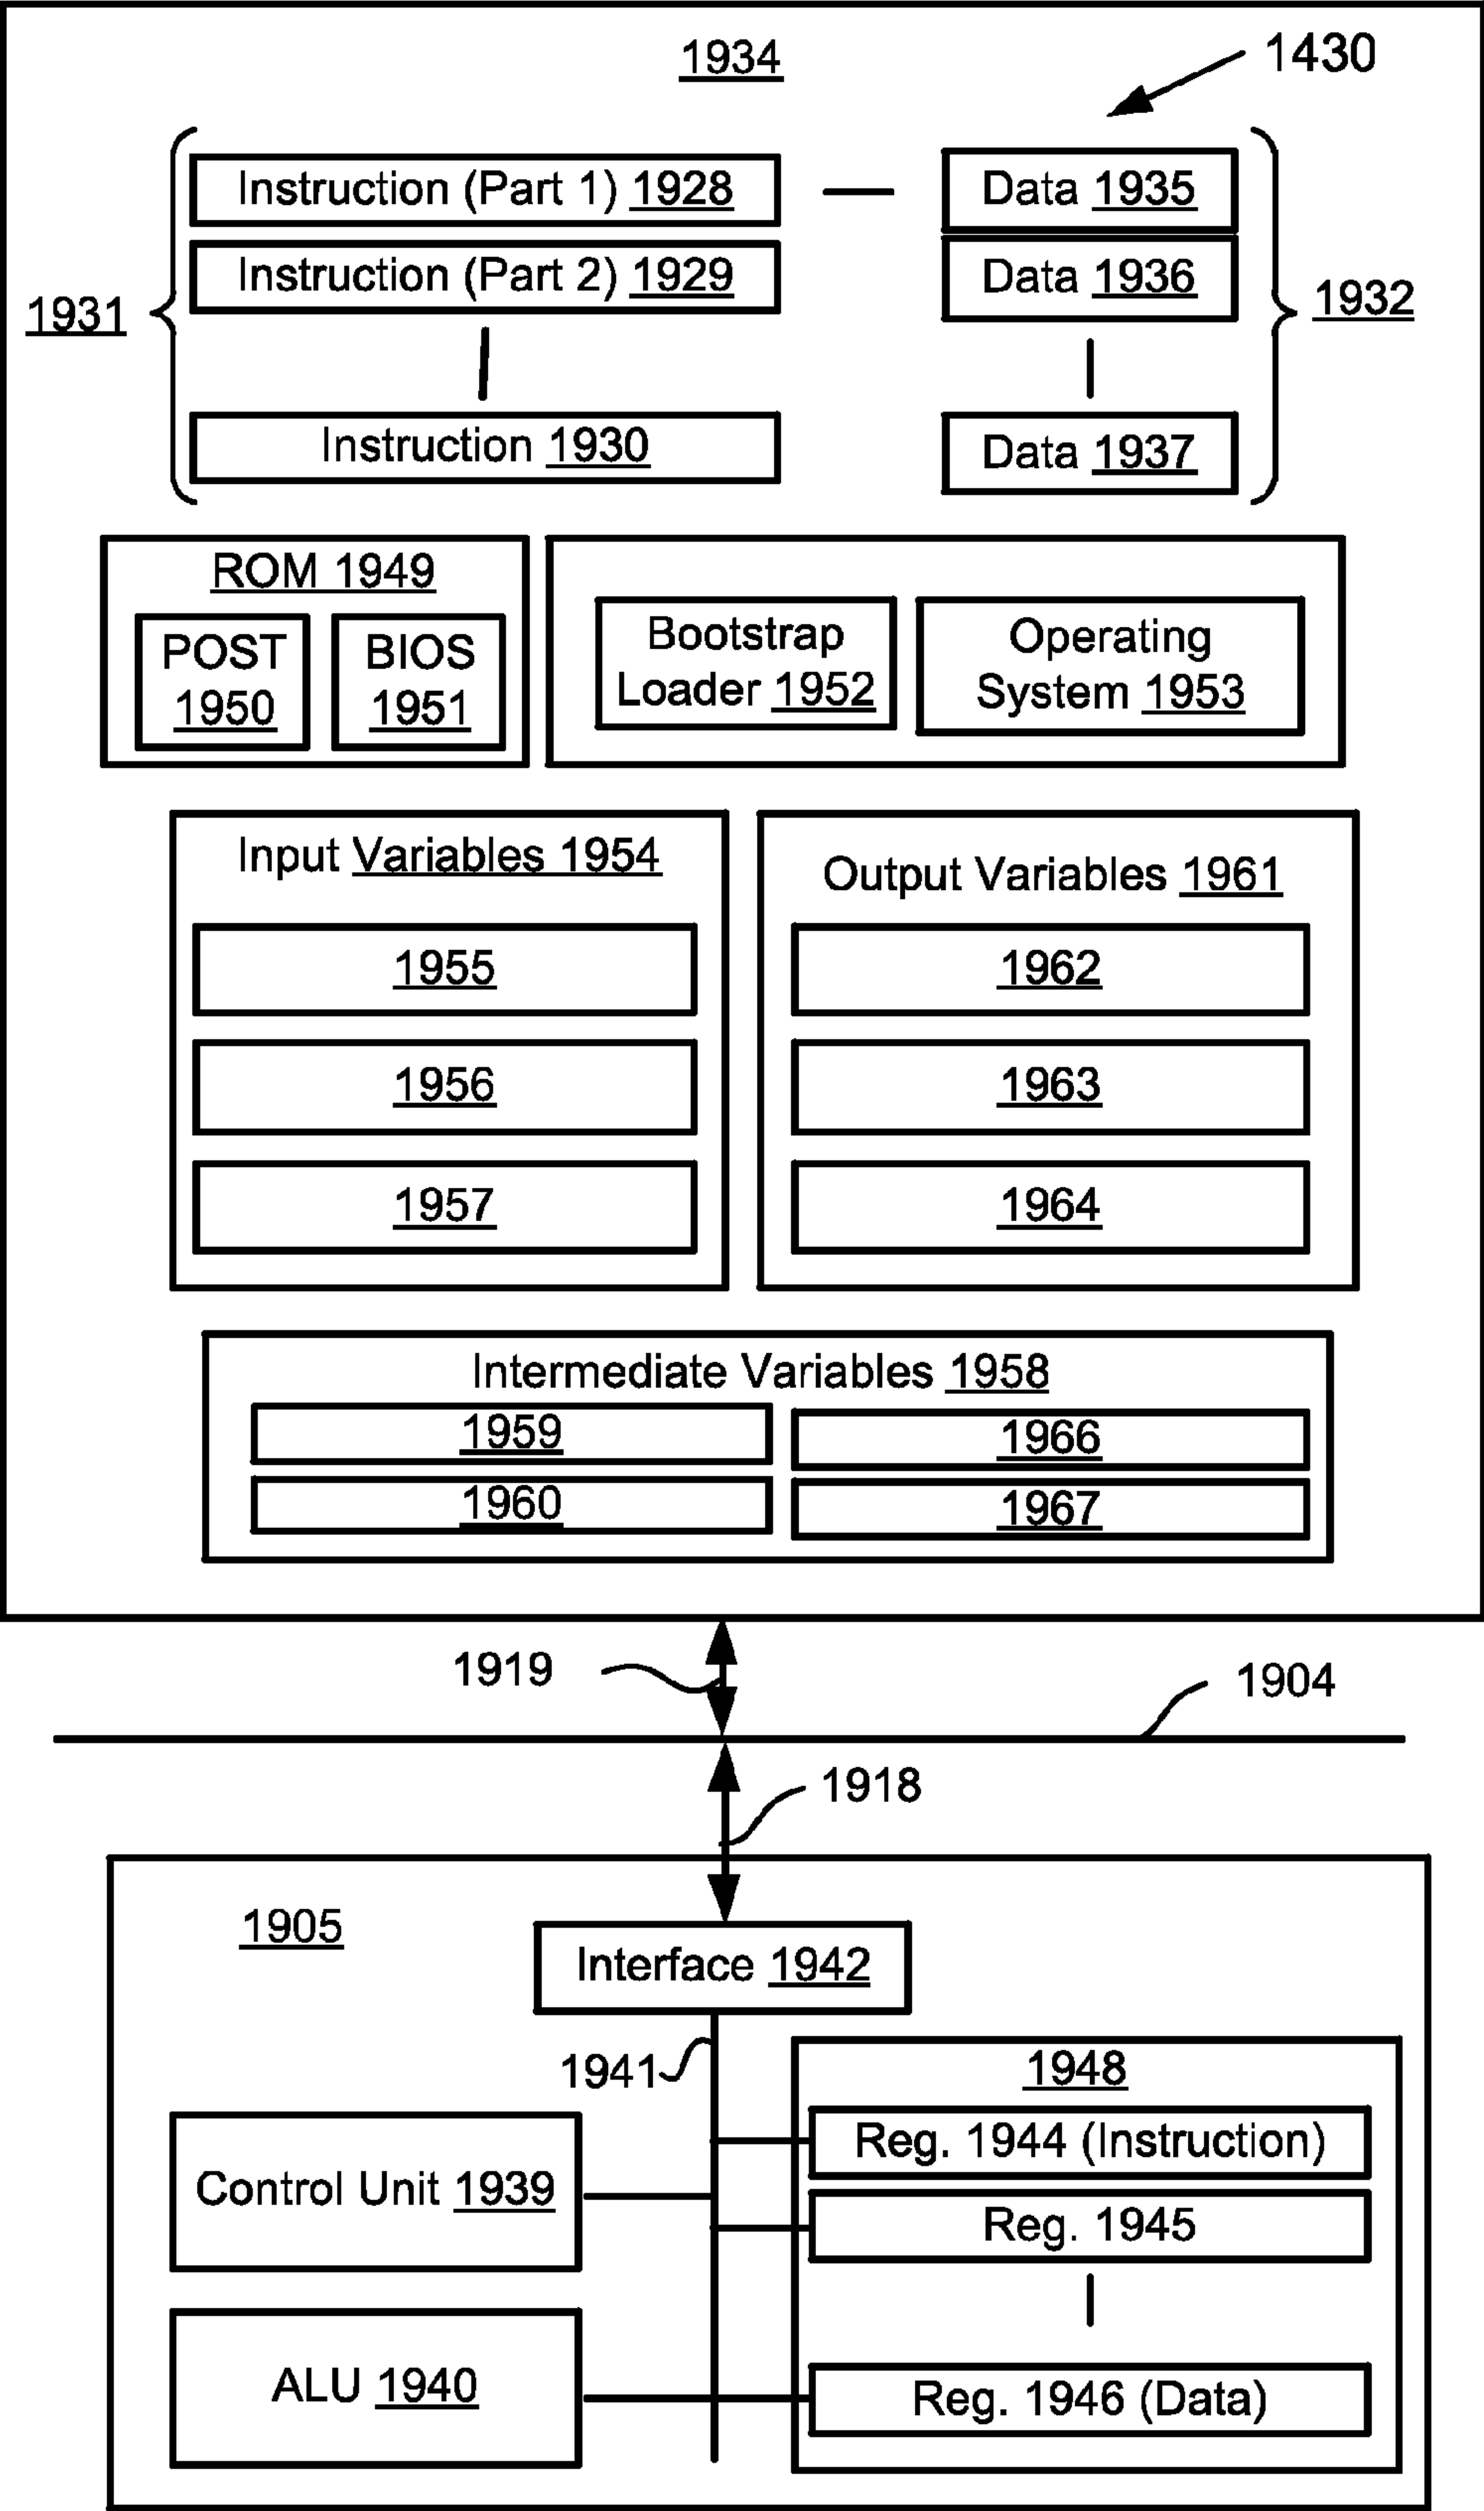 1934
1430
Instruction (Part 1) 1928
Data 1935
Instruction (Part 2) 1929
Data 1936
1931
1932
Instruction 1930
Data 1937
ROM 1949
POST
1950
BIOS
1951
Bootstrap
Loader 1952
Operating
System 1953
Input Variables 1954
1955
1956
1957
Output Variables 1961
1962
1963
1964
Intermediate Variables 1958
1959
1966
1960
1967
1919
1904
1918
1905
Interface 1942
1941
1948
Reg. 1944 (Instruction)
Control Unit 1939
Reg. 1945
ALU 1940
Reg. 1946 (Data)